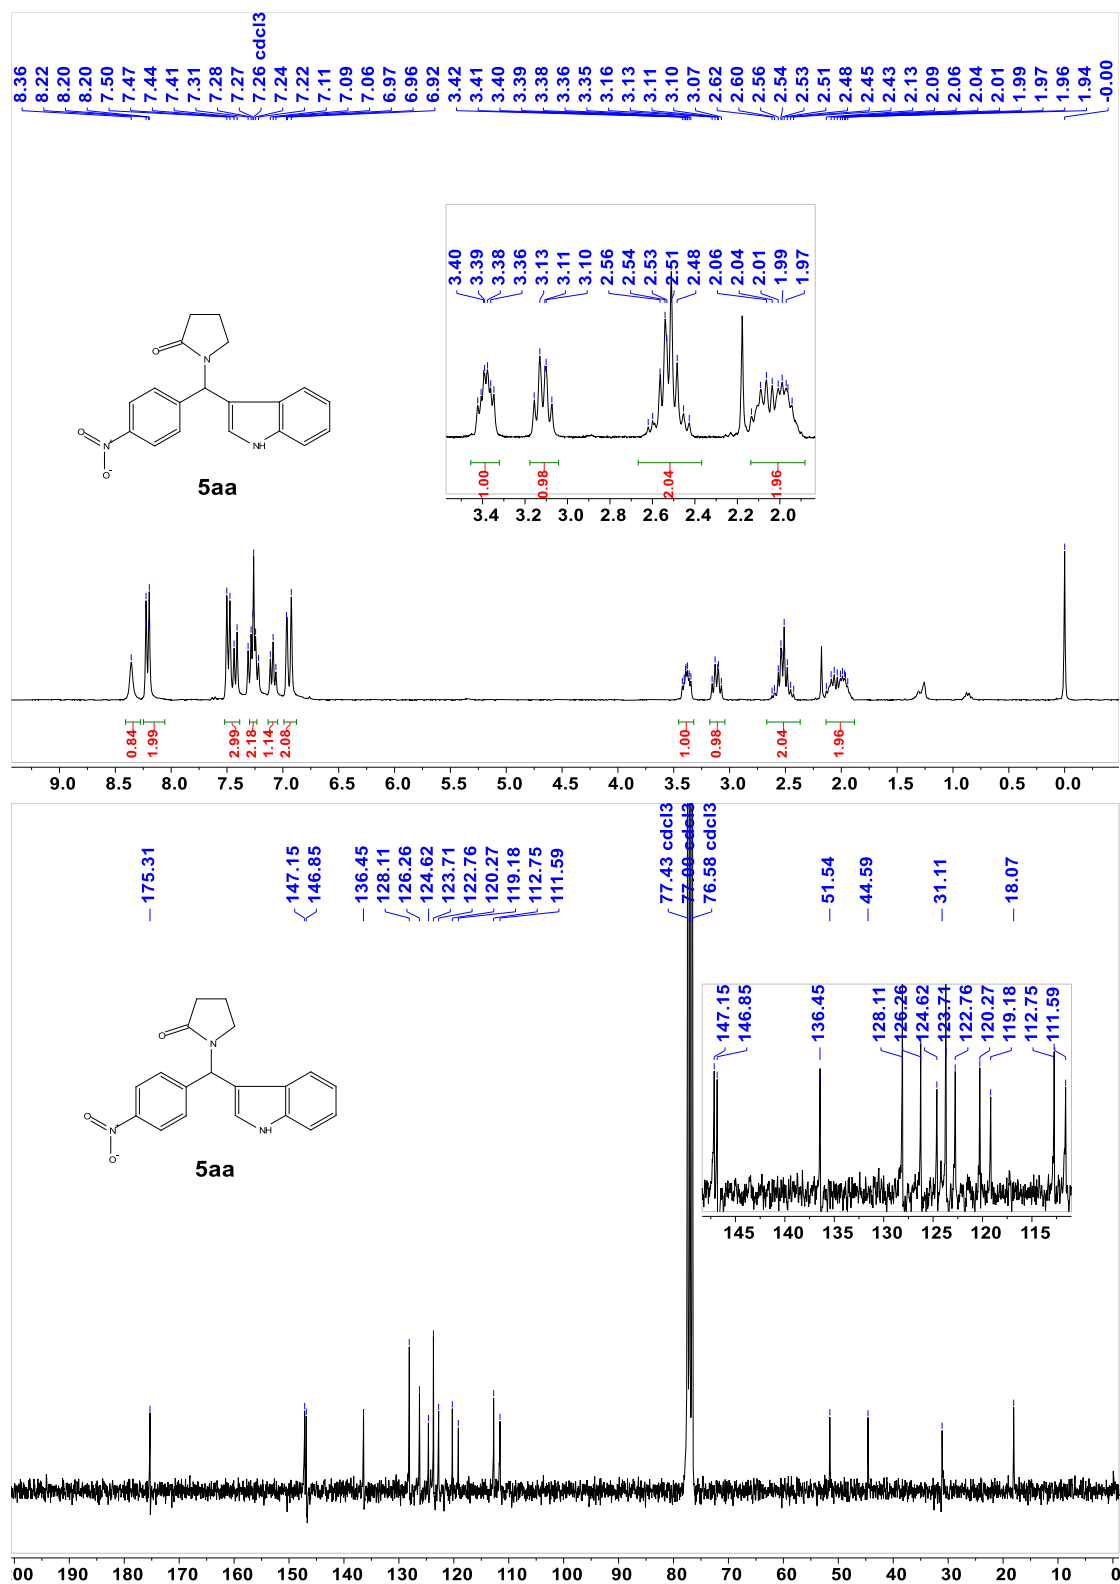 8.36 8.22 8.20 8.20 7.50 7.47 7.44 7.41 7.31 7.28 7.27 7.26 cdcl3 7.24 7.22 7.11 7.09 7.06 6.97 6.96 6.92 3.42 3.41 3.40 3.39 3.38 3.36 3.35 3.16 3.13 3.11 3.10 3.07 2.62 2.60 2.56 2.54 2.53 2.51 2.48 2.45 2.43 2.13 2.09 2.06 2.04 2.01 1.99 1.97 1.96 1.94 -0.00
3.40 3.39 3.38 3.36 3.13 3.11 3.10 2.56 2.54 2.53 2.51 2.48 2.06 2.04 2.01 1.99 1.97
1.00 0.98 2.04 1.96
3.4 3.2 3.0 2.8 2.6 2.4 2.2 2.0
O
N
O
N+
O-
NH
5aa
0.84 1.99 2.99 2.18 1.14 2.08 1.00 0.98 2.04 1.96
9.0 8.5 8.0 7.5 7.0 6.5 6.0 5.5 5.0 4.5 4.0 3.5 3.0 2.5 2.0 1.5 1.0 0.5 0.0
175.31 147.15 146.85 136.45 128.11 126.26 124.62 123.71 122.76 120.27 119.18 112.75 111.59 77.43 cdcl3 77.00 cdcl3 76.58 cdcl3 51.54 44.59 31.11 18.07
147.15 146.85 136.45 128.11 126.26 124.62 123.71 122.76 120.27 119.18 112.75 111.59
145 140 135 130 125 120 115
O
N
O
N+
O-
NH
5aa
00 190 180 170 160 150 140 130 120 110 100 90 80 70 60 50 40 30 20 10 0